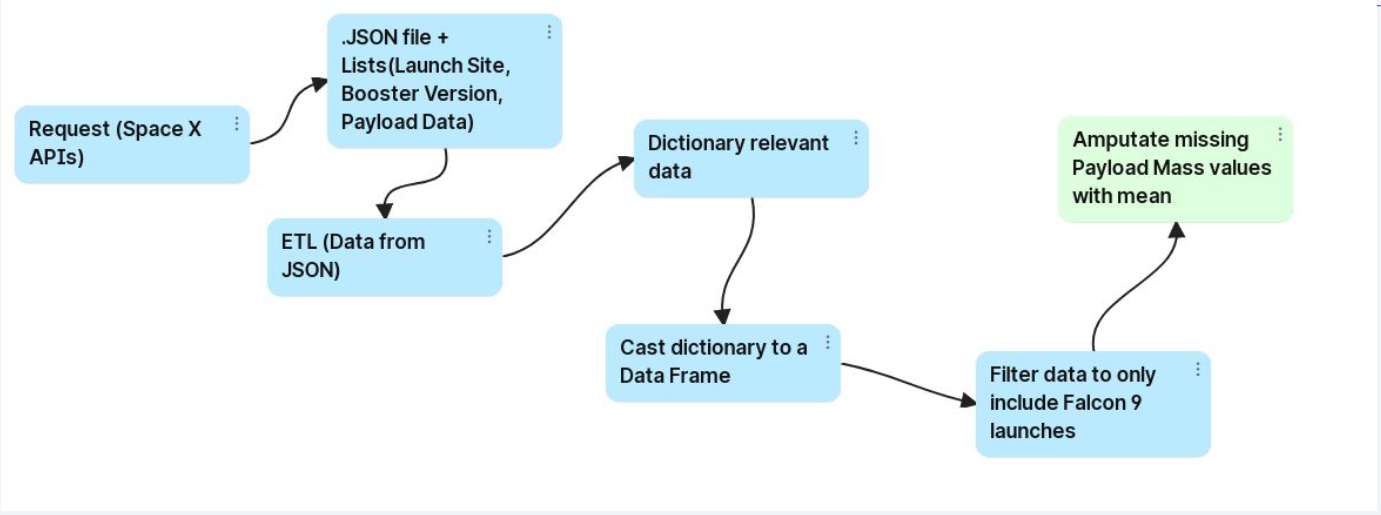 Request (Space X
APIs)
.JSON file +
Lists(Launch Site,
Booster Version,
Payload Data)
ETL (Data from
JSON)
Dictionary relevant
data
Cast dictionary to a
Data Frame
Filter data to only
include Falcon 9
launches
Amputate missing
Payload Mass values
with mean